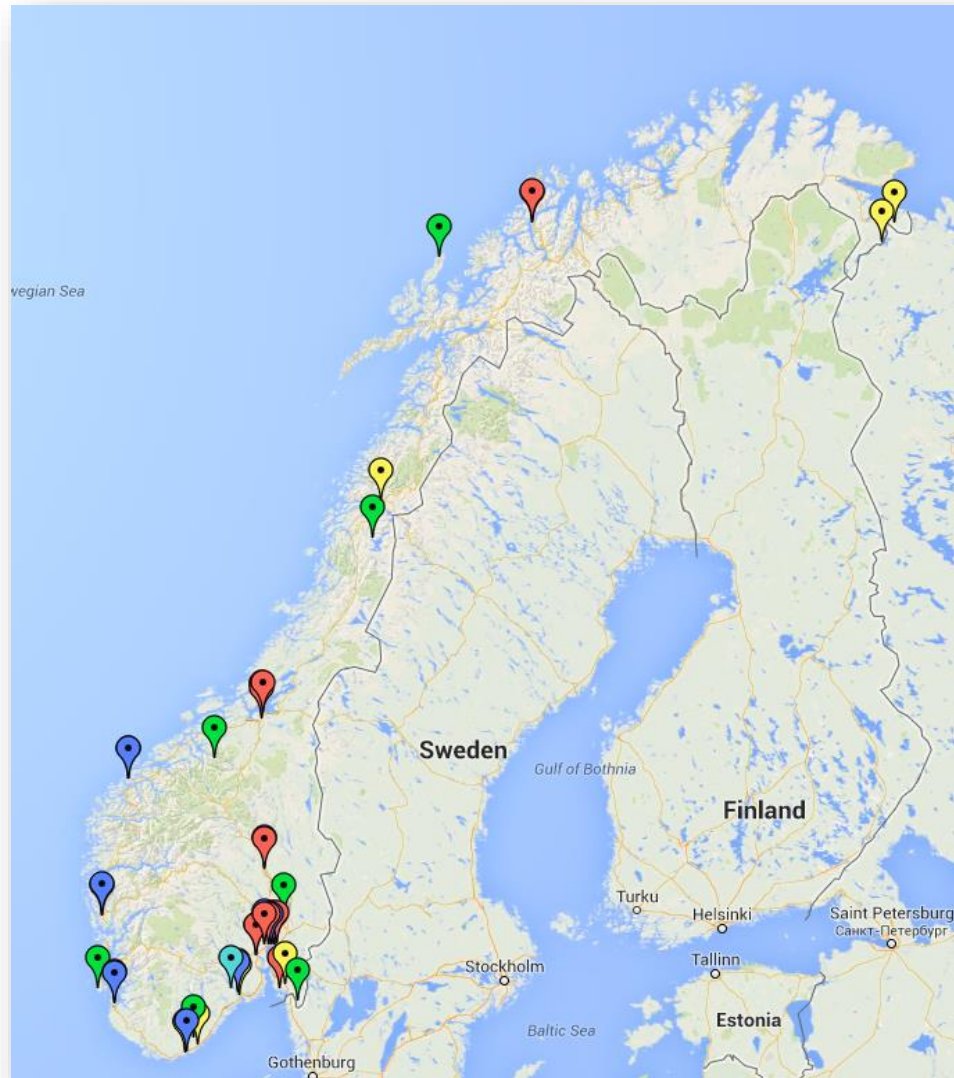 wegian Sea
Sweden
Gulf of Bothnia
Finland
Turku
Helsinki
Saint Petersburg
Санкт-Петербург
Stockholm
Tallinn
Estonia
Baltic Sea
Gothenburg